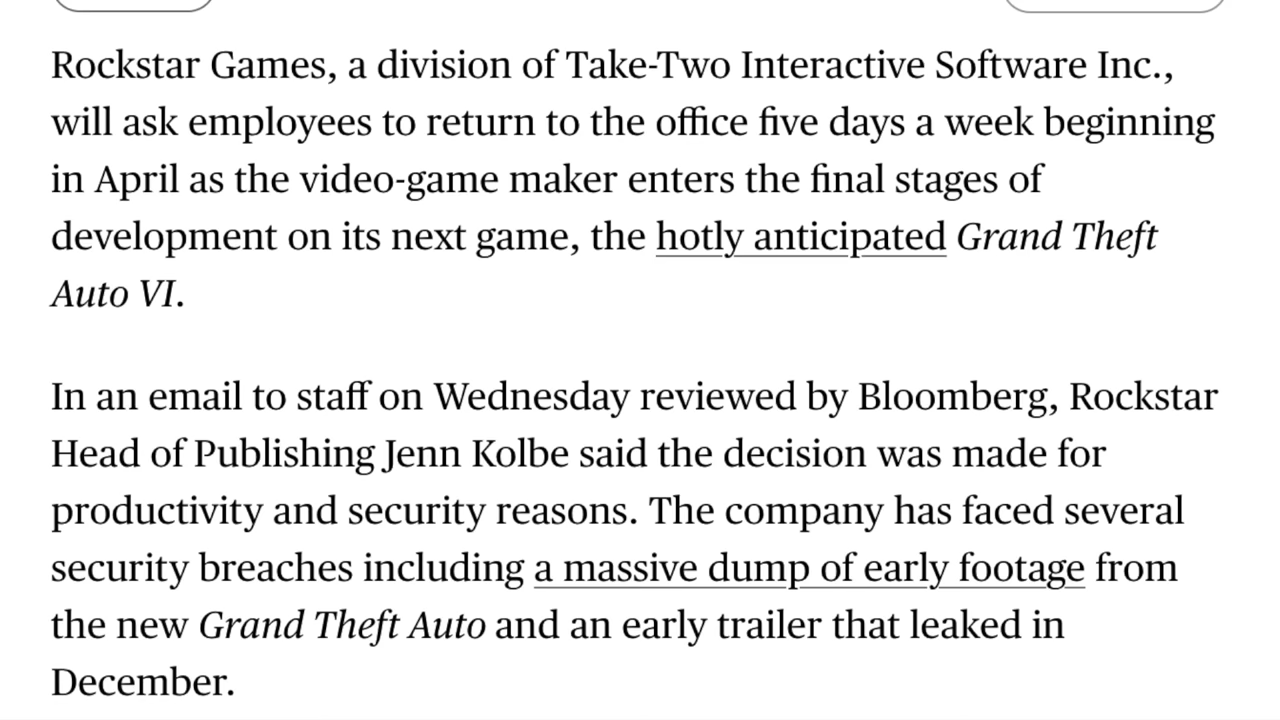 Rockstar Games, a division of Take-Two Interactive Software Inc.,
will ask employees to return to the office five days a week beginning
in April as the video-game maker enters the final stages of
development on its next game, the hotly anticipated Grand Theft
Auto VI.
In an email to staff on Wednesday reviewed by Bloomberg, Rockstar
Head of Publishing Jenn Kolbe said the decision was made for
productivity and security reasons. The company has faced several
security breaches including a massive dump of early footage from
the new Grand Theft Auto and an early trailer that leaked in
December.